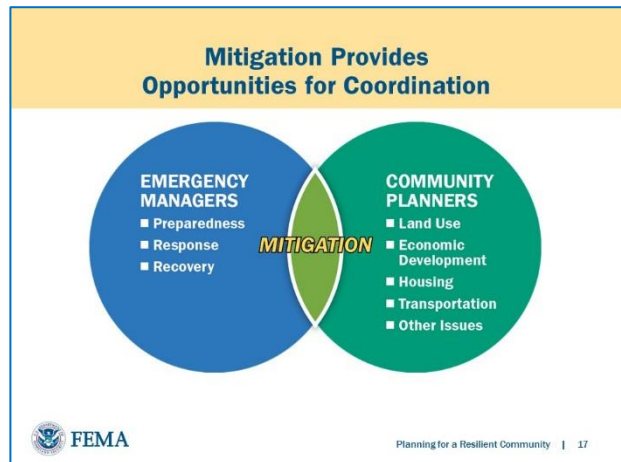 Mitigation Provides
Opportunities for Coordination
EMERGENCY
MANAGERS
■ Preparedness
■ Response
■ Recovery
MITIGATION
COMMUNITY
PLANNERS
■ Land Use
■ Economic
Development
■ Housing
■ Transportation
■ Other Issues
FEMA
Planning for a Resilient Community | 17